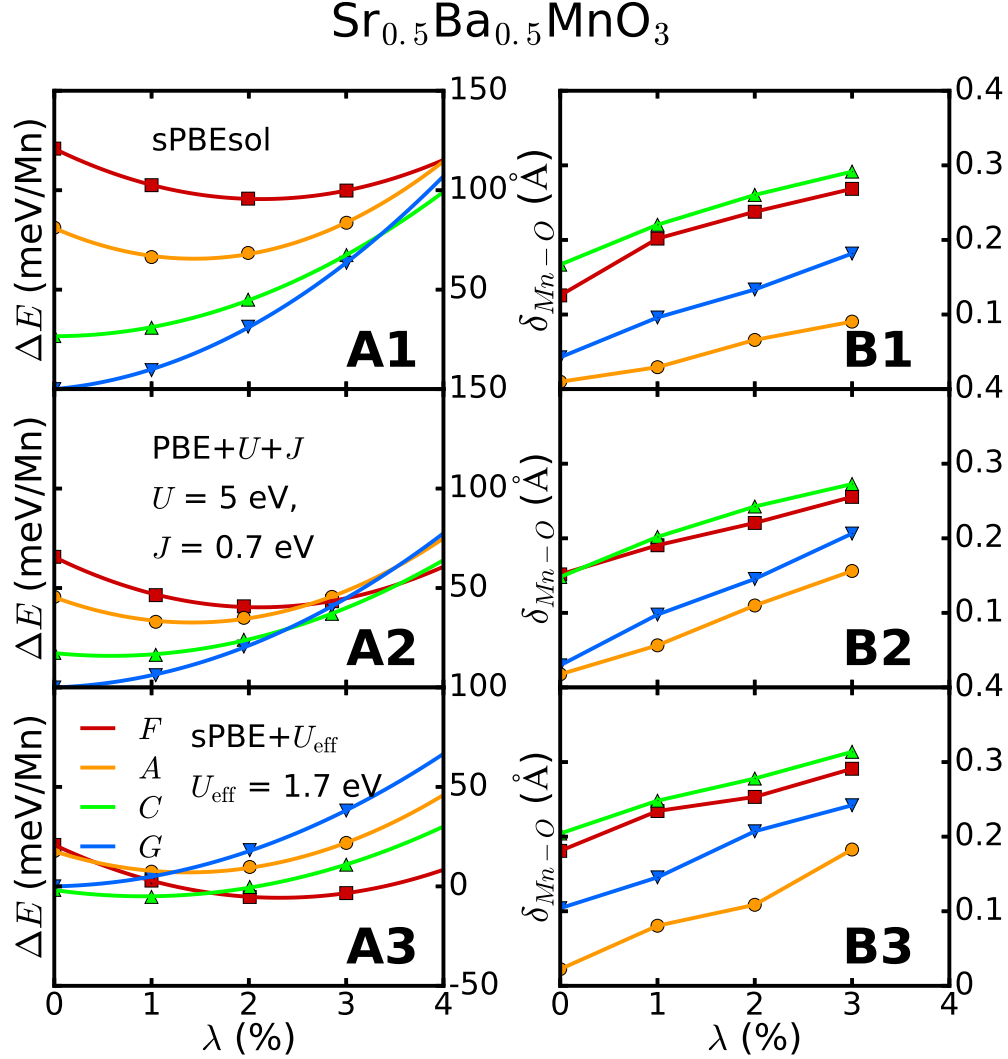 Sr0.5Ba0.5MnO3
ΔE (meV/Mn)
sPBEsol
A1
150
100
50
150
δMn−O (Å)
B1
0.4
0.3
0.2
0.1
0.4
ΔE (meV/Mn)
PBE+U+J
U = 5 eV,
J = 0.7 eV
A2
100
50
100
δMn−O (Å)
B2
0.3
0.2
0.1
0.4
ΔE (meV/Mn)
F
A
C
G
sPBE+Ueff
Ueff = 1.7 eV
A3
50
0
-50
δMn−O (Å)
B3
0.3
0.2
0.1
0
0 1 2 3 4
λ (%)
0 1 2 3 4
λ (%)